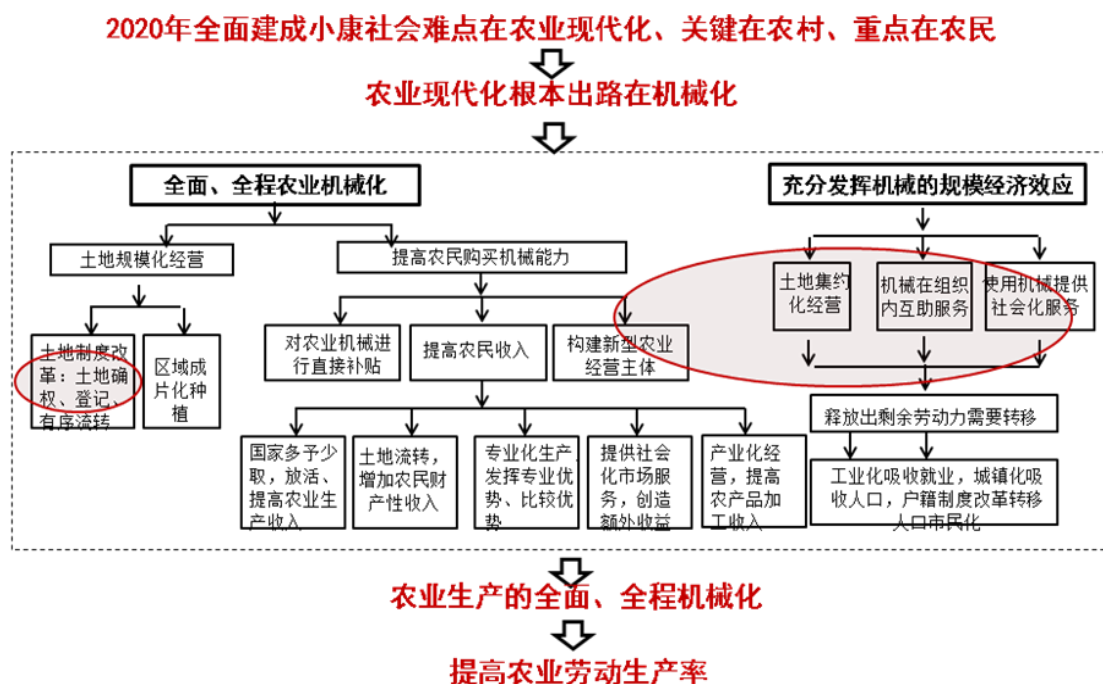 2020年全面建成小康社会难点在农业现代化、关键在农村、重点在农民
农业现代化根本出路在机械化
全面、全程农业机械化
充分发挥机械的规模经济效应
土地规模化经营
提高农民购买机械能力
土地集约
化经营
机械在组织
内互助服务
使用机械提供
社会化服务
土地制度改
革：土地确
权、登记、
有序流转
区域成
片化种
植
对农业机械进
行直接补贴
提高农民收入
构建新型农业
经营主体
释放出剩余劳动力需要转移
国家多予少
取，放活、
提高农业生
产收入
土地流转，
增加农民财
产性收入
专业化生产，
发挥专业优
势、比较优
势
提供社会
化市场服
务，创造
额外收益
产业化经
营，提高
农产品加
工收入
工业化吸收就业，城镇化吸
收人口，户籍制度改革转移
人口市民化
农业生产的全面、全程机械化
提高农业劳动生产率